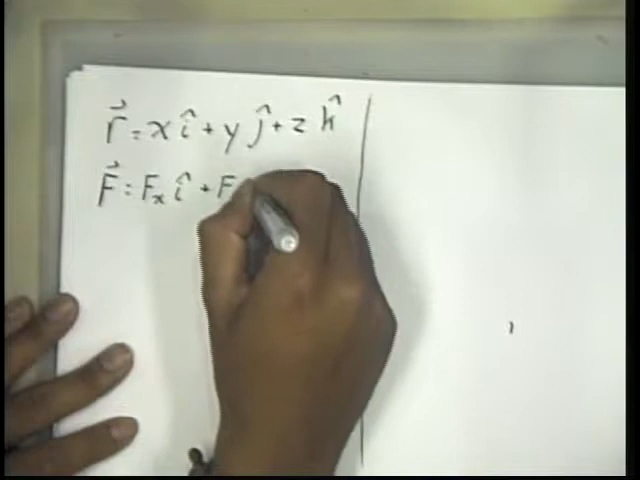 r⃗ = x î + y ĵ + z k̂
F⃗ = Fₓ î + F